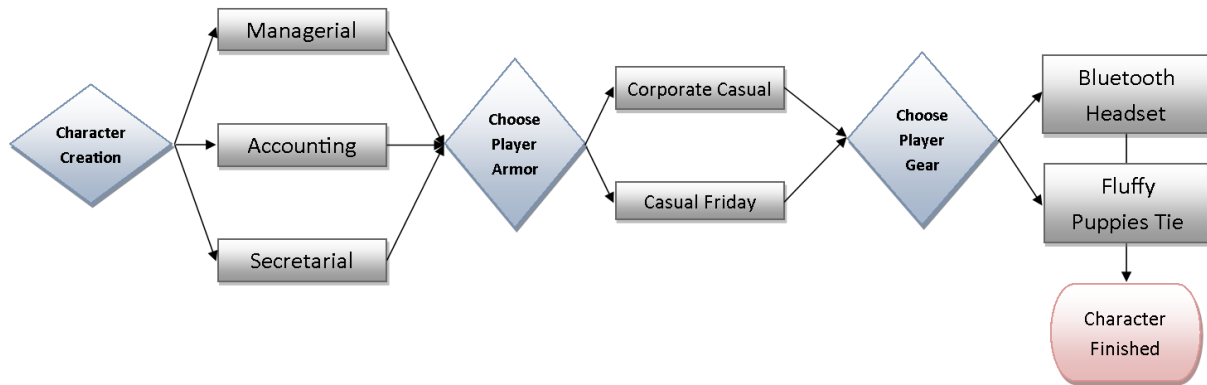 Character
Creation
Managerial
Accounting
Secretarial
Choose
Player
Armor
Corporate Casual
Casual Friday
Choose
Player
Gear
Bluetooth
Headset
Fluffy
Puppies Tie
Character
Finished